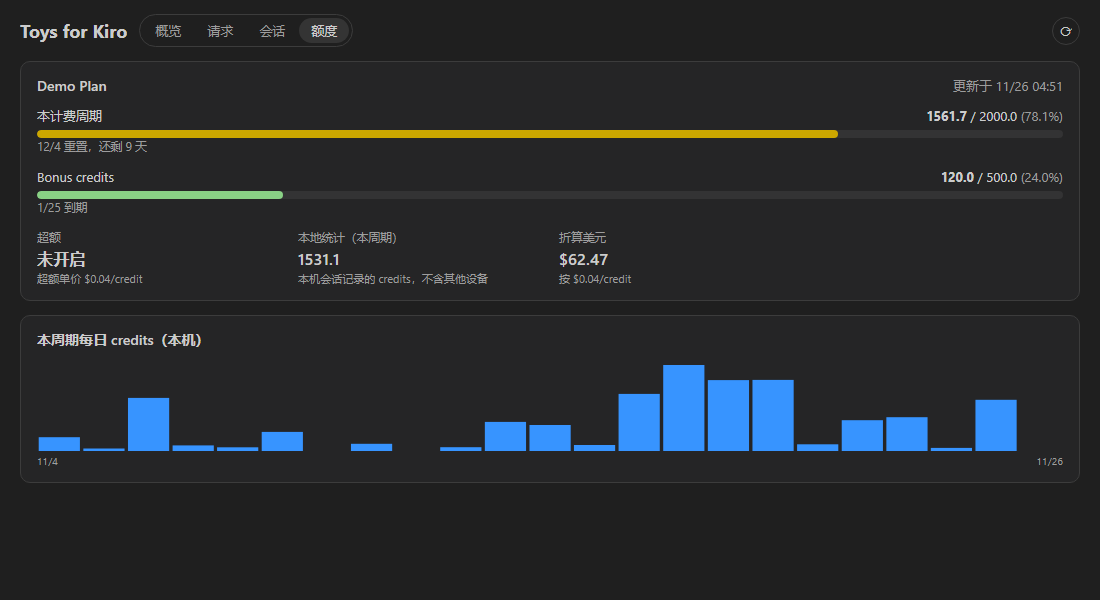 Toys for Kiro 概览 请求 会话 额度
Demo Plan 更新于 11/26 04:51
本计费周期 1561.7 / 2000.0 (78.1%)
12/4 重置，还剩 9 天
Bonus credits 120.0 / 500.0 (24.0%)
1/25 到期
超额 本地统计（本周期） 折算美元
未开启 1531.1 $62.47
超额单价 $0.04/credit 本机会话记录的 credits，不含其他设备 按 $0.04/credit
本周期每日 credits（本机）
11/4 11/26